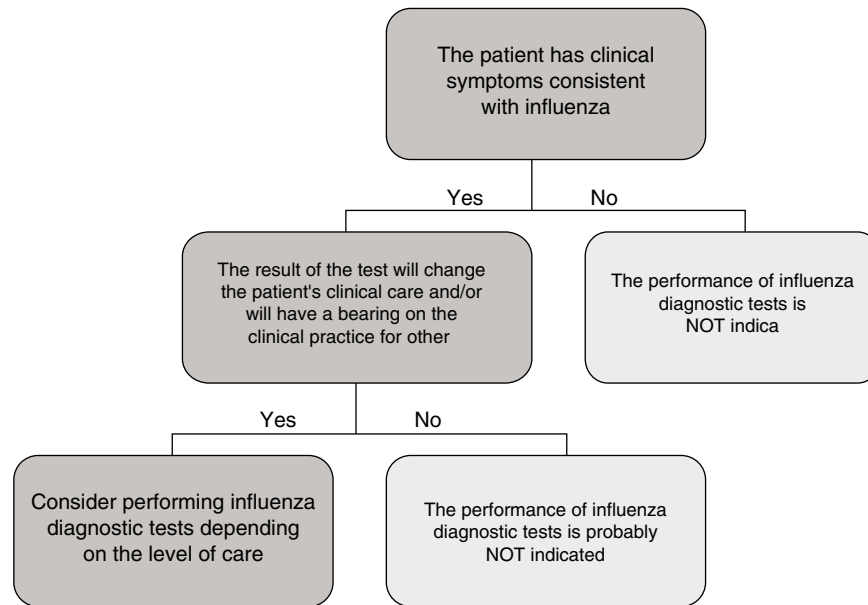 The patient has clinical
symptoms consistent
with influenza
Yes
No
The result of the test will change
the patient's clinical care and/or
will have a bearing on the
clinical practice for other
The performance of influenza
diagnostic tests is
NOT indica
Yes
No
Consider performing influenza
diagnostic tests depending
on the level of care
The performance of influenza
diagnostic tests is probably
NOT indicated